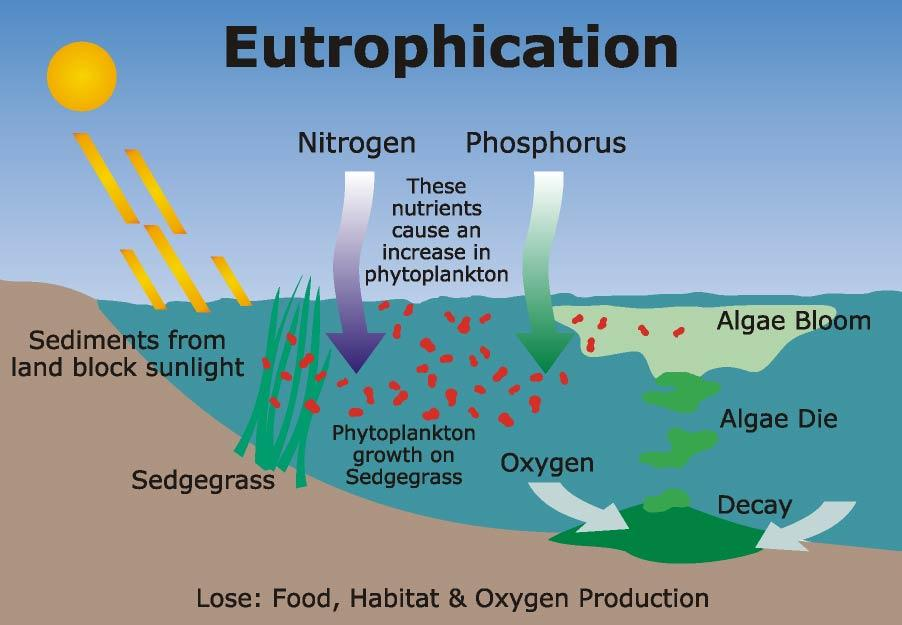 Eutrophication
Nitrogen
Phosphorus
These
nutrients
cause an
increase in
phytoplankton
Algae Bloom
Sediments from
land block sunlight
Algae Die
Phytoplankton
growth on
Sedgegrass
Oxygen
Sedgegrass
Decay
Lose: Food, Habitat & Oxygen Production